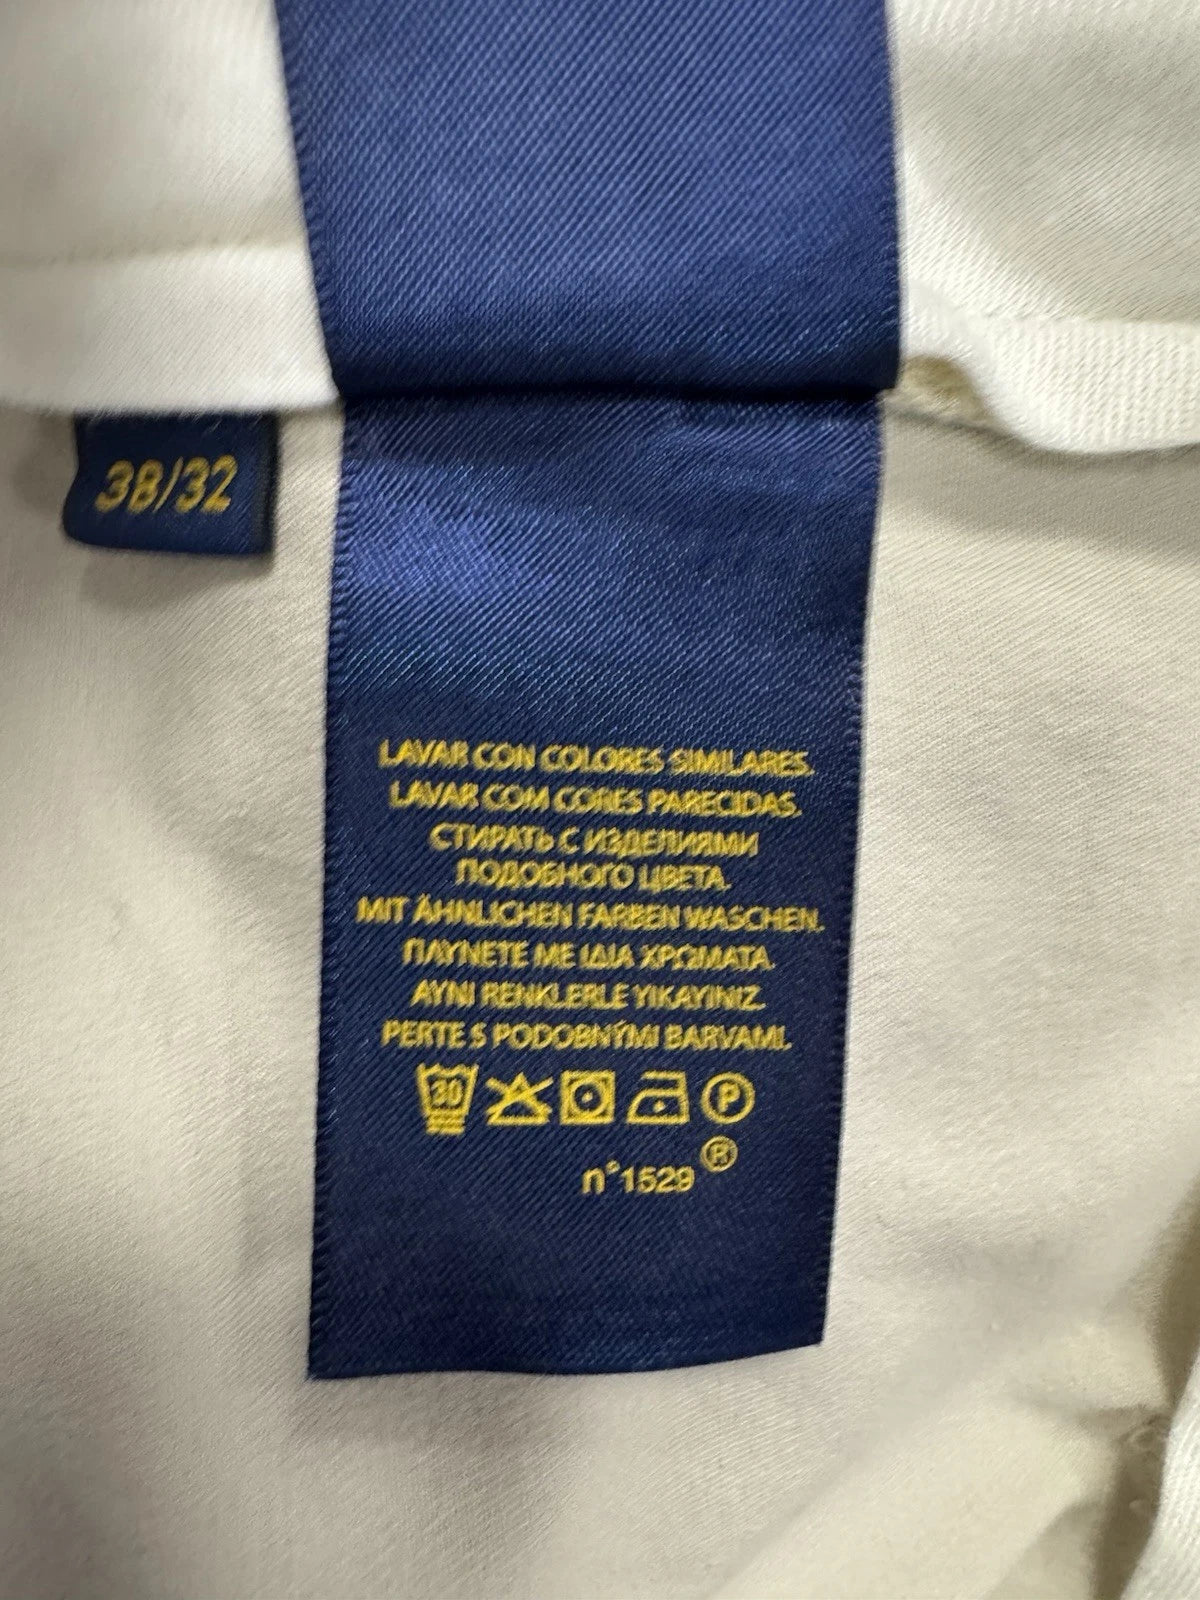 38/32
LAVAR CON COLORES SIMILARES.
LAVAR COM CORES PARECIDAS.
СТИРАТЬ С ИЗДЕЛИЯМИ
ПОДОБНОГО ЦВЕТА.
MIT ÄHNLICHEN FARBEN WASCHEN.
ΠΛΥΝΕΤΕ ΜΕ ΙΔΙΑ ΧΡΩΜΑΤΑ.
AYNI RENKLERLE YIKAYINIZ.
PERTE S PODOBNÝMI BARVAMI.
30 P
®
n°1529